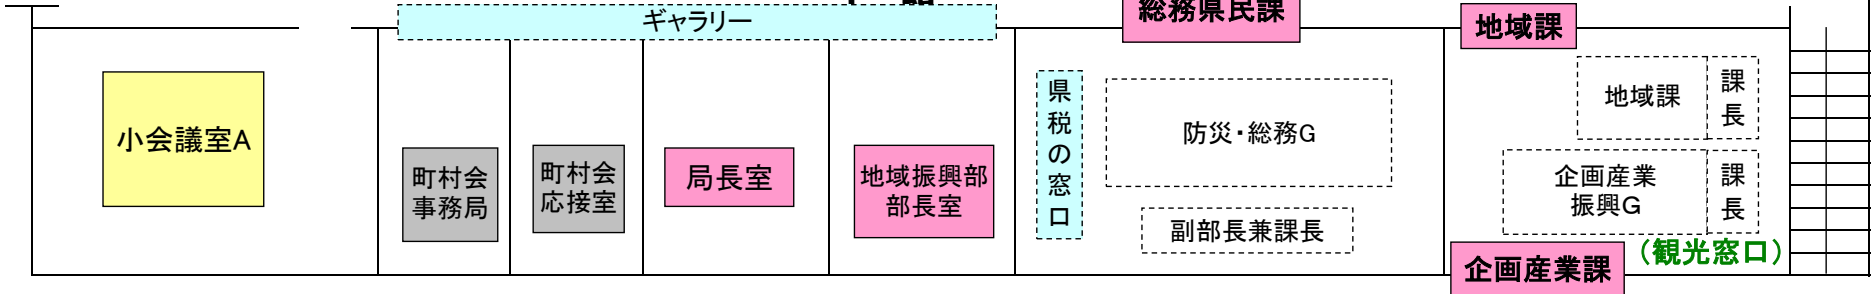 総務県民課
ギャラリー
地域課
小会議室A
町村会
事務局
町村会
応接室
局長室
地域振興部
部長室
県税の窓口
防災・総務G
副部長兼課長
地域課
課長
企画産業
振興G
課長
(観光窓口)
企画産業課